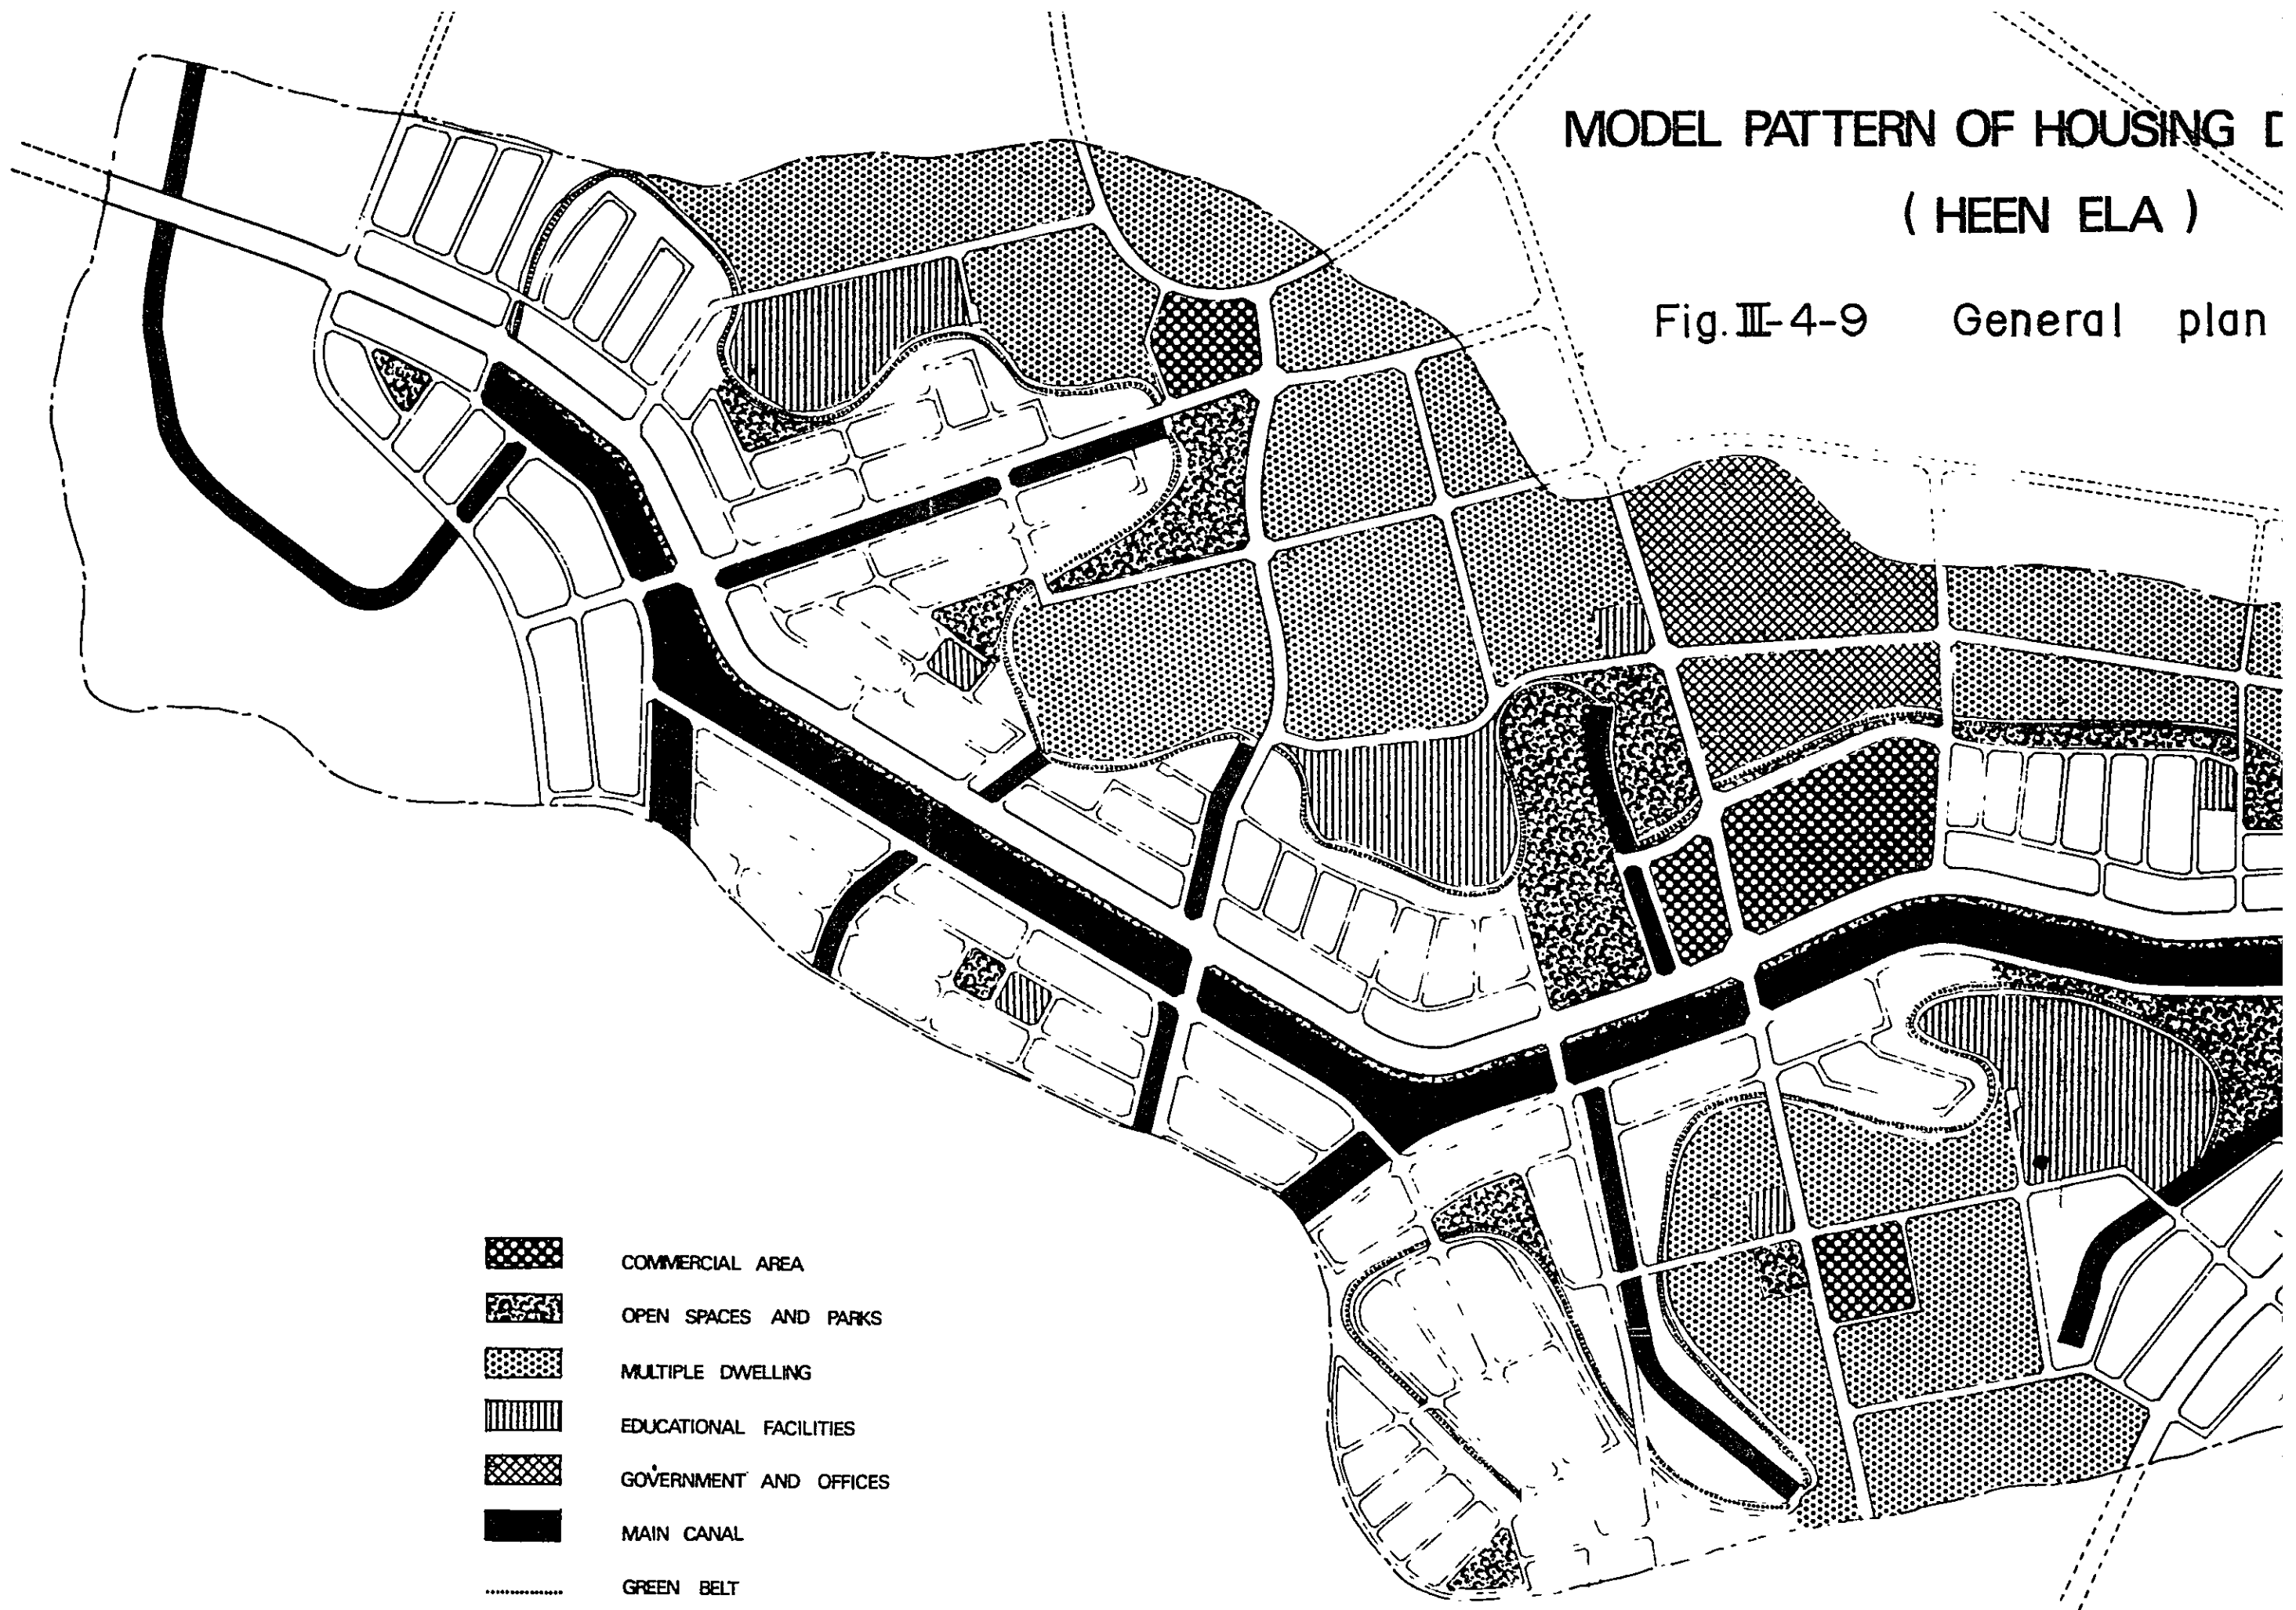 MODEL PATTERN OF HOUSING
( HEEN ELA )
Fig. III-4-9 General plan
COMMERCIAL AREA
OPEN SPACES AND PARKS
MULTIPLE DWELLING
EDUCATIONAL FACILITIES
GOVERNMENT AND OFFICES
MAIN CANAL
GREEN BELT